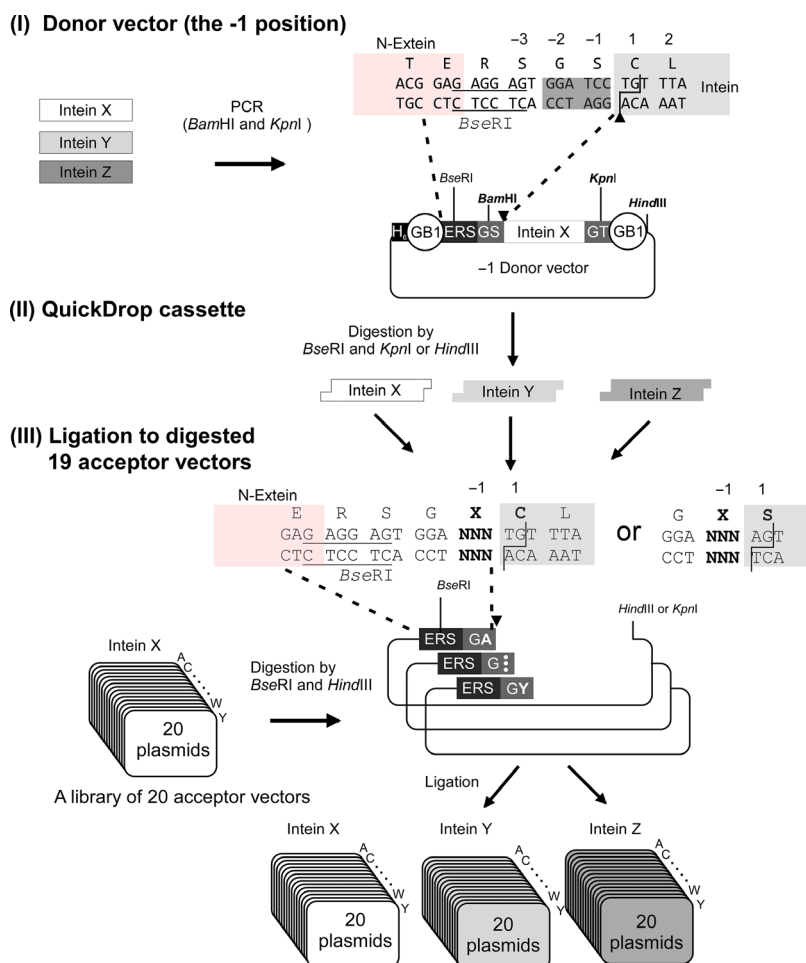 (I) Donor vector (the -1 position)
N-Extein
–3 –2 –1 1 2
T E R S G S C L
ACG GAG AGG AGT GGA TCC TGT TTA
TGC CTC TCC TCA CCT AGG ACA AAT
Intein
BseRI
Intein X
Intein Y
Intein Z
PCR
(BamHI and KpnI )
BseRI
BamHI
KpnI
HindIII
H6 GB1 ERS GS Intein X GT GB1
–1 Donor vector
(II) QuickDrop cassette
Digestion by
BseRI and KpnI or HindIII
Intein X
Intein Y
Intein Z
(III) Ligation to digested
19 acceptor vectors
N-Extein
–1 1
E R S G X C L
GAG AGG AGT GGA NNN TGT TTA
CTC TCC TCA CCT NNN ACA AAT
BseRI
or
–1 1
G X S
GGA NNN AGT
CCT NNN TCA
BseRI
HindIII or KpnI
ERS GA
ERS G
ERS GY
Intein X
A
C
W
Y
20
plasmids
A library of 20 acceptor vectors
Digestion by
BseRI and HindIII
Ligation
Intein X
A
C
W
Y
20
plasmids
Intein Y
A
C
W
Y
20
plasmids
Intein Z
A
C
W
Y
20
plasmids